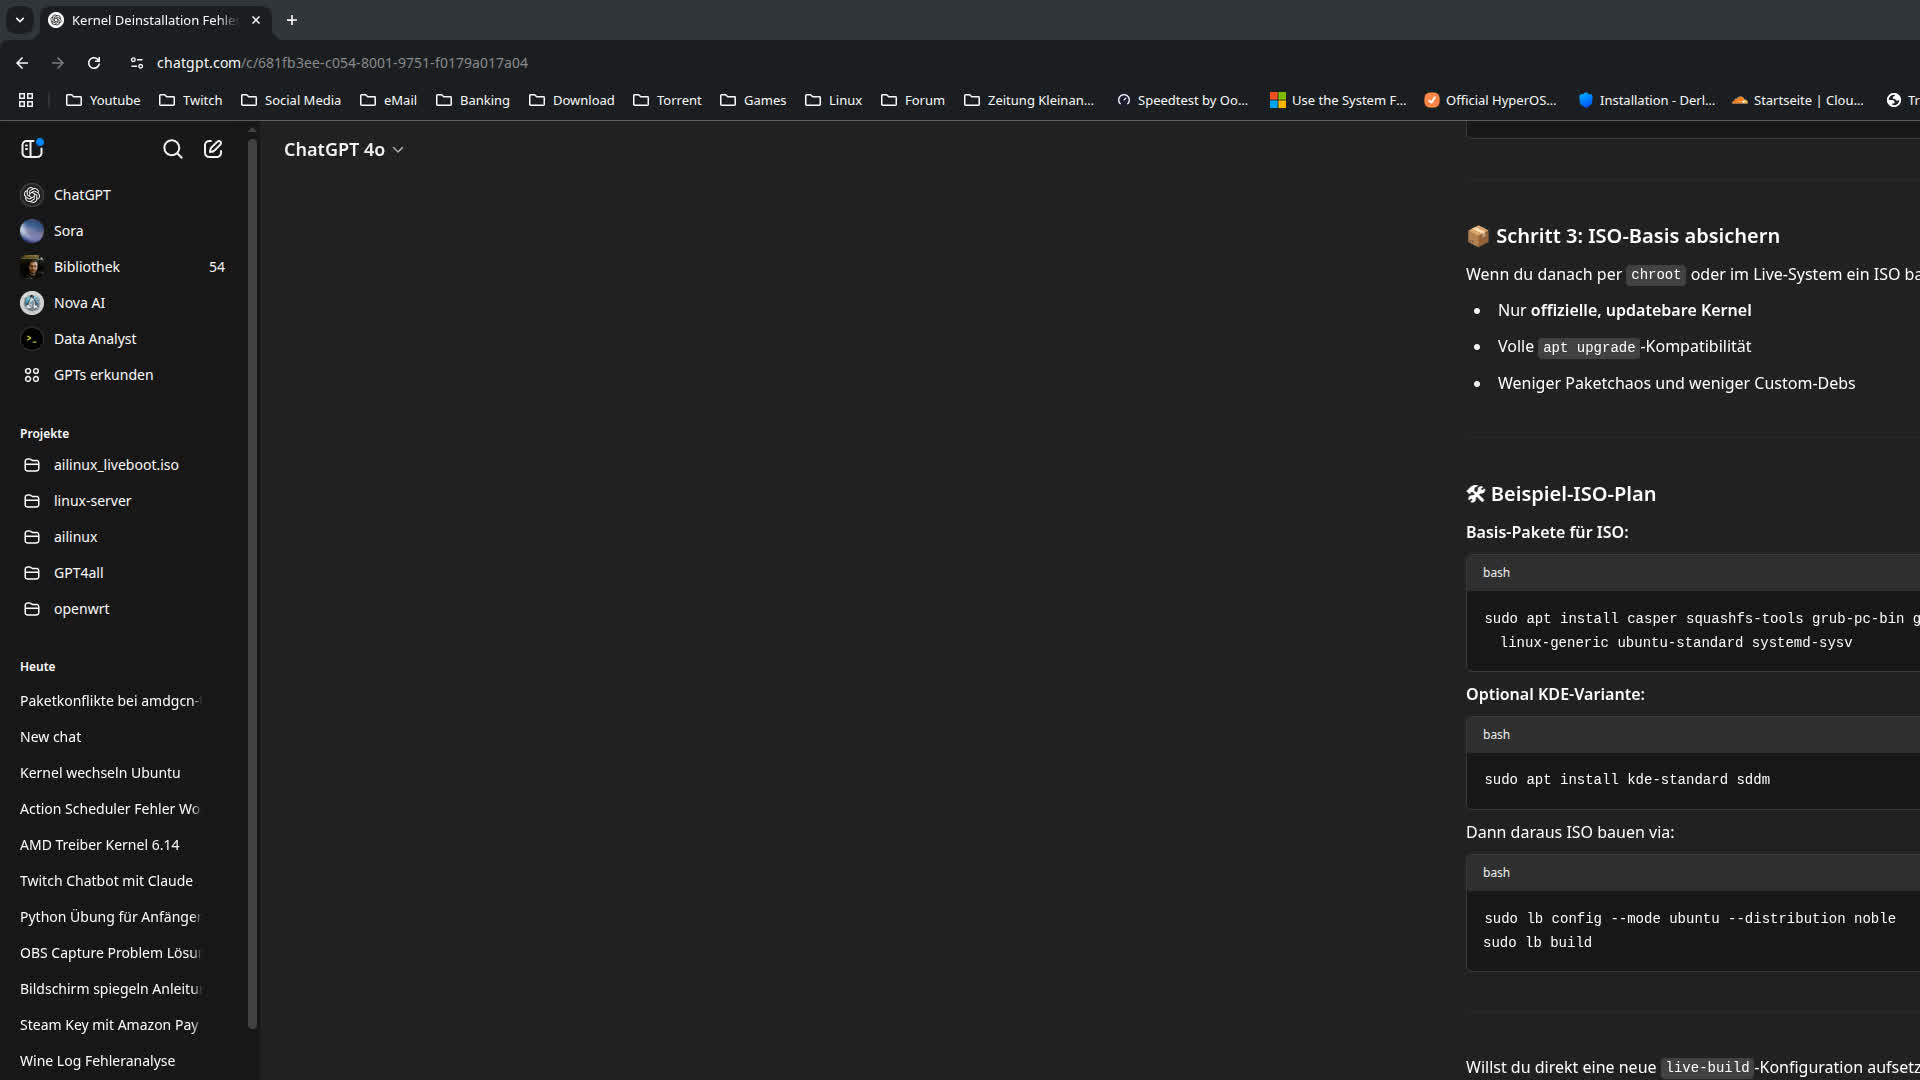 Kernel Deinstallation Fehle
chatgpt.com/c/681fb3ee-c054-8001-9751-f0179a017a04
Youtube Twitch Social Media eMail Banking Download Torrent Games Linux Forum Zeitung Kleinan... Speedtest by Oo... Use the System F... Official HyperOS... Installation - Derl... Startseite | Clou... Tr
ChatGPT 4o
ChatGPT
Sora
Bibliothek 54
Nova AI
Data Analyst
GPTs erkunden
Projekte
ailinux_liveboot.iso
linux-server
ailinux
GPT4all
openwrt
Heute
Paketkonflikte bei amdgcn-
New chat
Kernel wechseln Ubuntu
Action Scheduler Fehler Wo
AMD Treiber Kernel 6.14
Twitch Chatbot mit Claude
Python Übung für Anfänger
OBS Capture Problem Lösu
Bildschirm spiegeln Anleitu
Steam Key mit Amazon Pay
Wine Log Fehleranalyse
📦 Schritt 3: ISO-Basis absichern
Wenn du danach per chroot oder im Live-System ein ISO ba
• Nur offizielle, updatebare Kernel
• Volle apt upgrade-Kompatibilität
• Weniger Paketchaos und weniger Custom-Debs
🛠 Beispiel-ISO-Plan
Basis-Pakete für ISO:
bash
sudo apt install casper squashfs-tools grub-pc-bin g
linux-generic ubuntu-standard systemd-sysv
Optional KDE-Variante:
bash
sudo apt install kde-standard sddm
Dann daraus ISO bauen via:
bash
sudo lb config --mode ubuntu --distribution noble
sudo lb build
Willst du direkt eine neue live-build-Konfiguration aufsetz